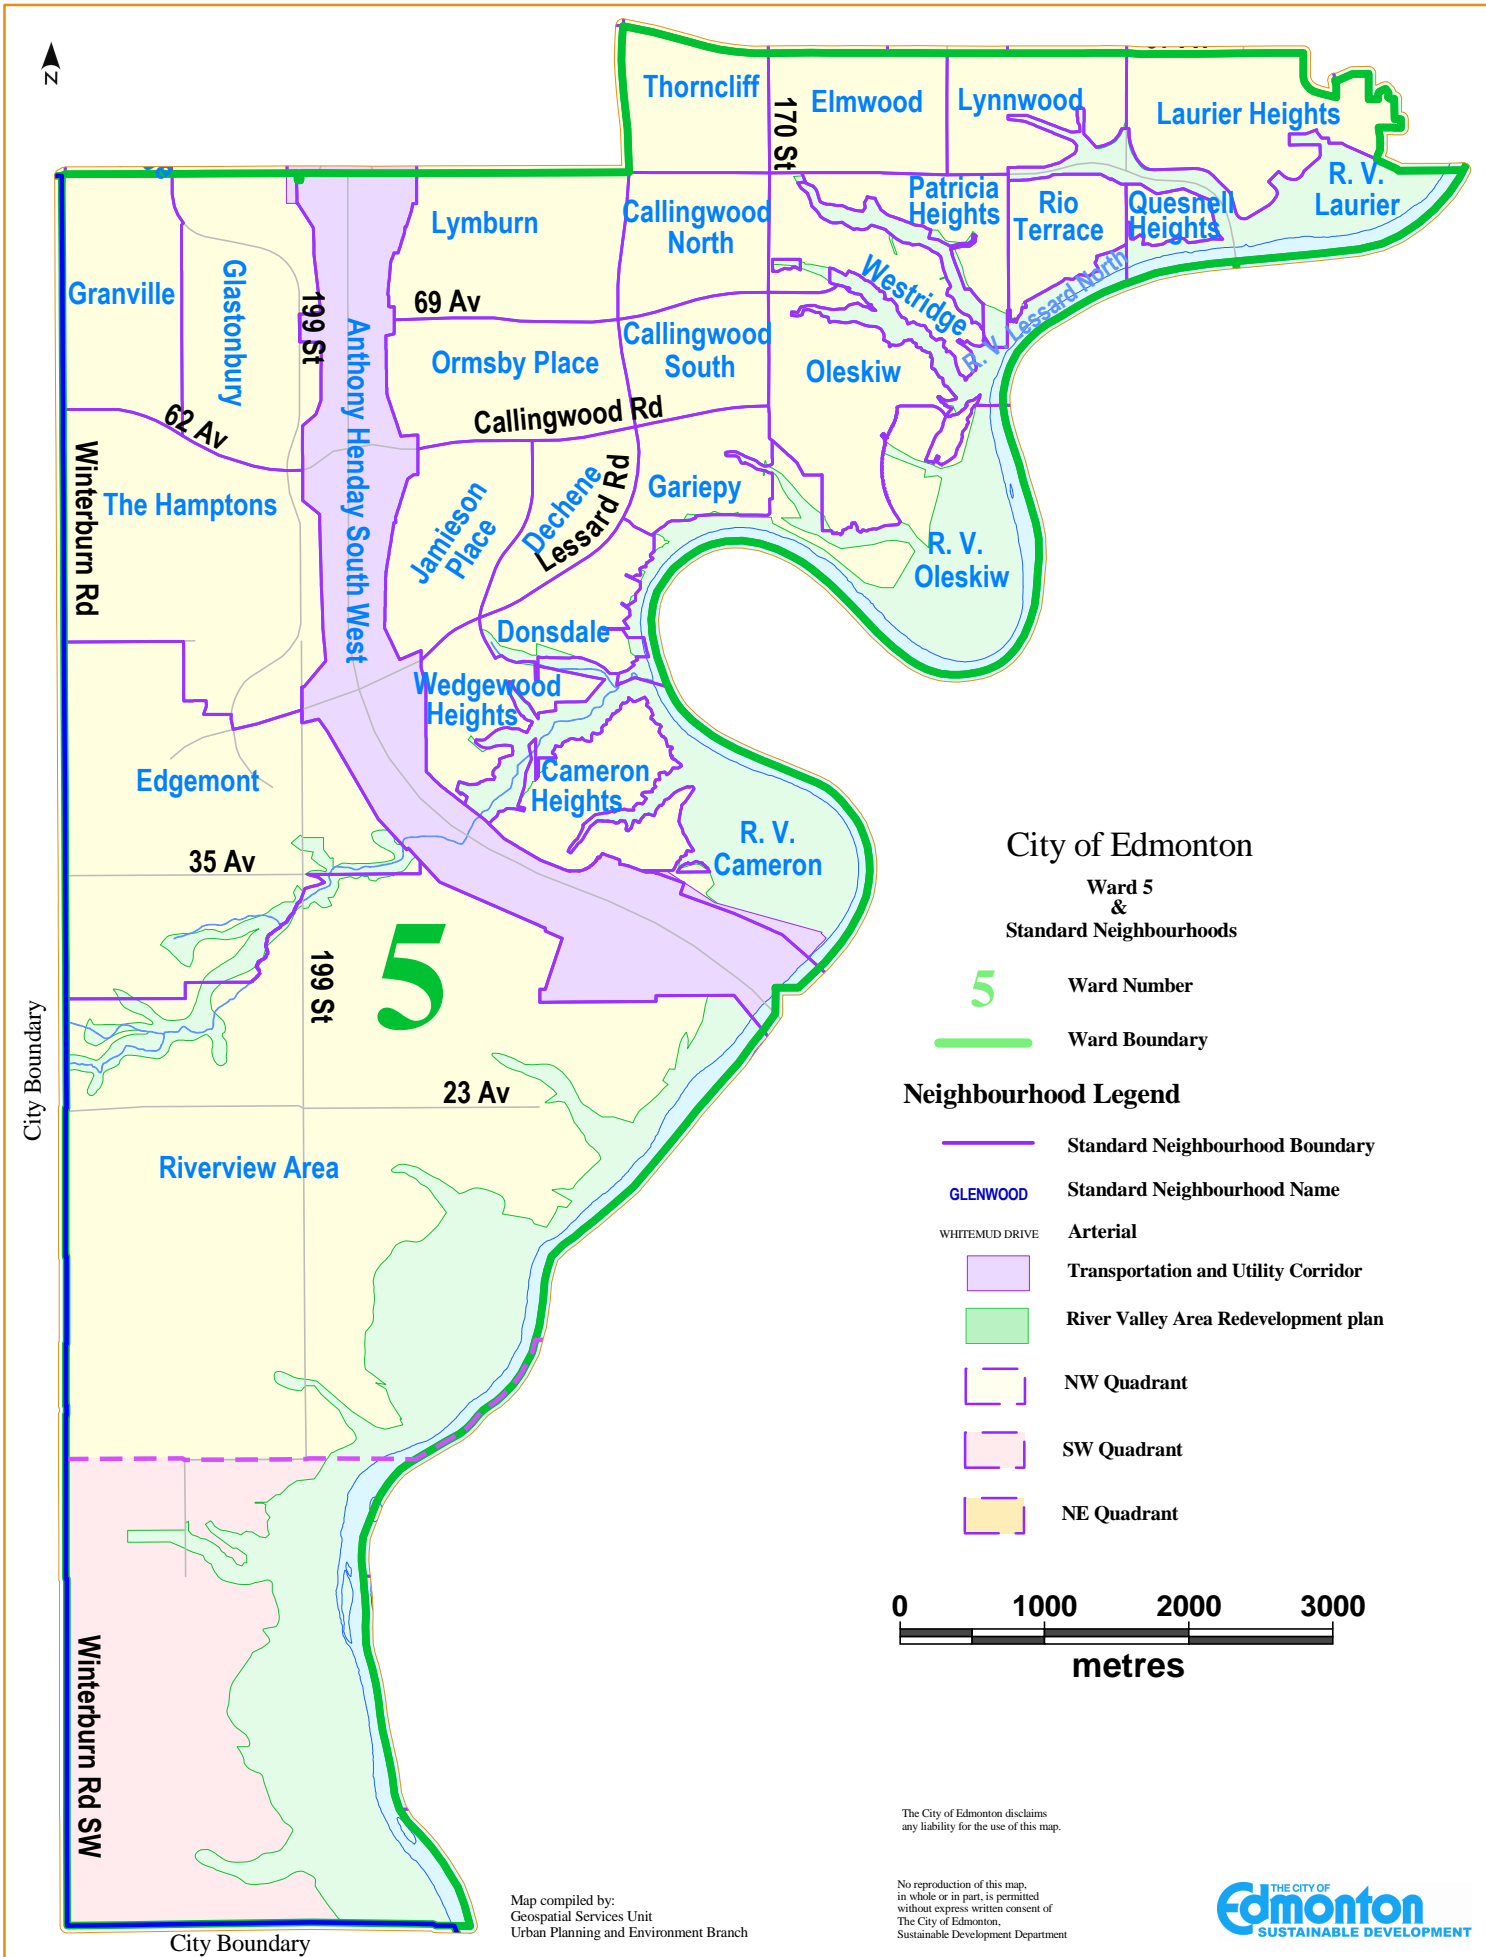 N
Thorncliff
Elmwood
Lynnwood
Laurier Heights
170 St
R. V.
Laurier
Patricia
Heights
Rio
Terrace
Quesnell
Heights
Lymburn
Callingwood
North
Granville
Glastonbury
199 St
Anthony Henday South West
69 Av
Westridge
R. V. Lessard North
Ormsby Place
Callingwood
South
Oleskiw
62 Av
Callingwood Rd
Winterburn Rd
The Hamptons
Jamieson
Place
Dechene
Lessard Rd
Gariepy
R. V.
Oleskiw
Donsdale
Wedgewood
Heights
Edgemont
Cameron
Heights
R. V.
Cameron
35 Av
5
199 St
City Boundary
23 Av
Riverview Area
Winterburn Rd SW
City Boundary
City of Edmonton
Ward 5
&
Standard Neighbourhoods
5 Ward Number
Ward Boundary
Neighbourhood Legend
Standard Neighbourhood Boundary
GLENWOOD Standard Neighbourhood Name
WHITEMUD DRIVE Arterial
Transportation and Utility Corridor
River Valley Area Redevelopment plan
NW Quadrant
SW Quadrant
NE Quadrant
0 1000 2000 3000
metres
The City of Edmonton disclaims
any liability for the use of this map.
No reproduction of this map,
in whole or in part, is permitted
without express written consent of
The City of Edmonton,
Sustainable Development Department
Map compiled by:
Geospatial Services Unit
Urban Planning and Environment Branch
THE CITY OF
Edmonton
SUSTAINABLE DEVELOPMENT